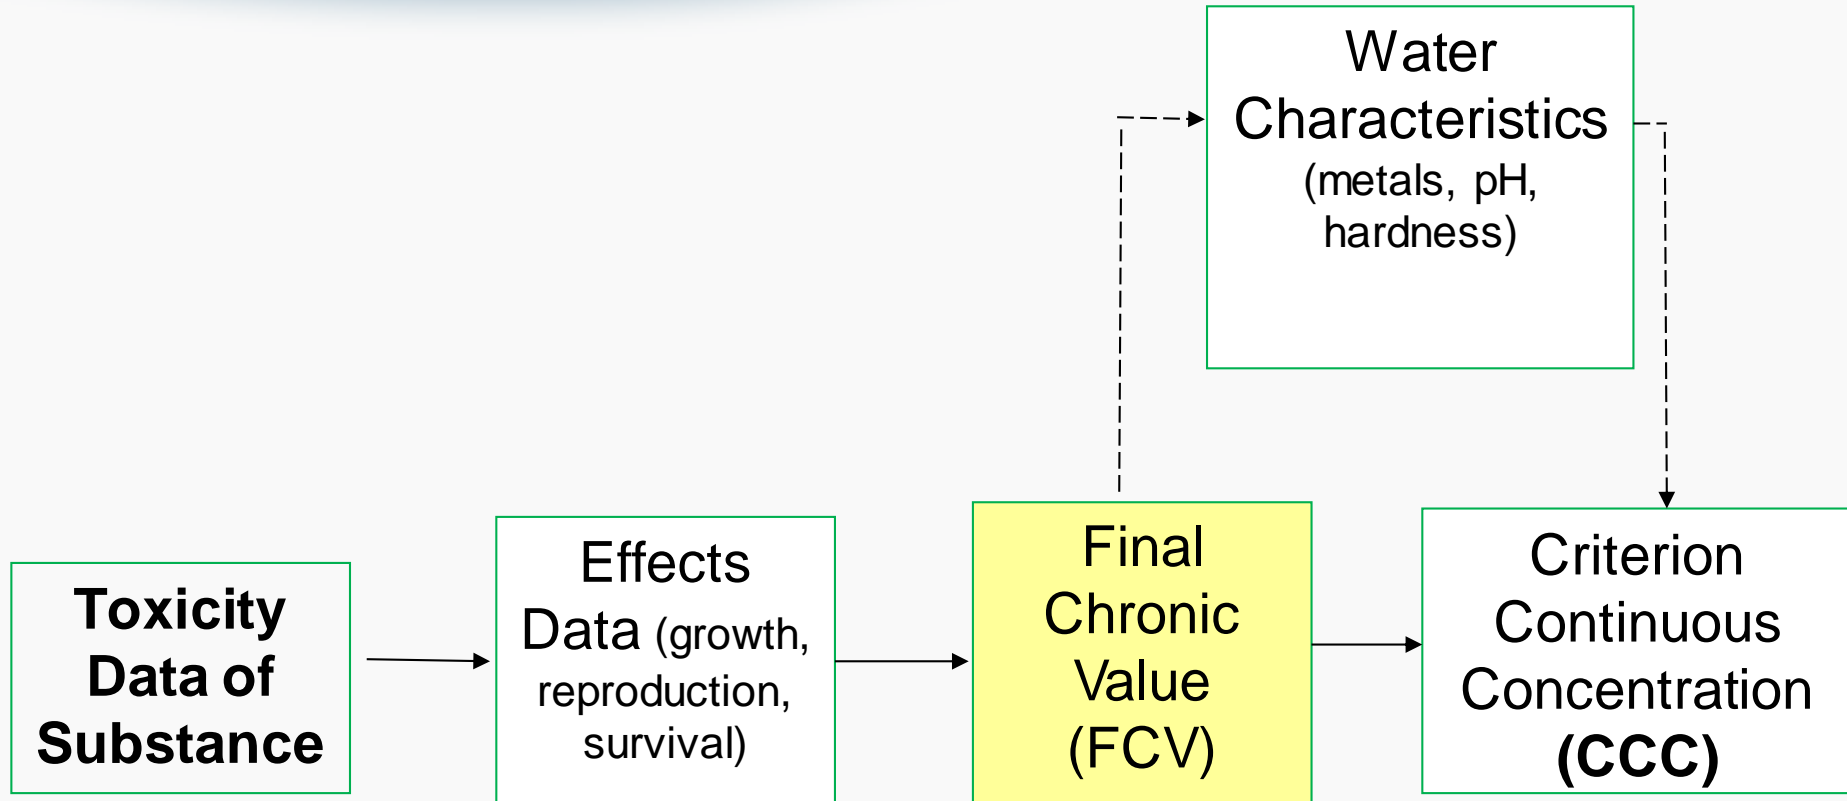 Water
Characteristics
(metals, pH,
hardness)
Toxicity
Data of
Substance
Effects
Data (growth,
reproduction,
survival)
Final
Chronic
Value
(FCV)
Criterion
Continuous
Concentration
(CCC)